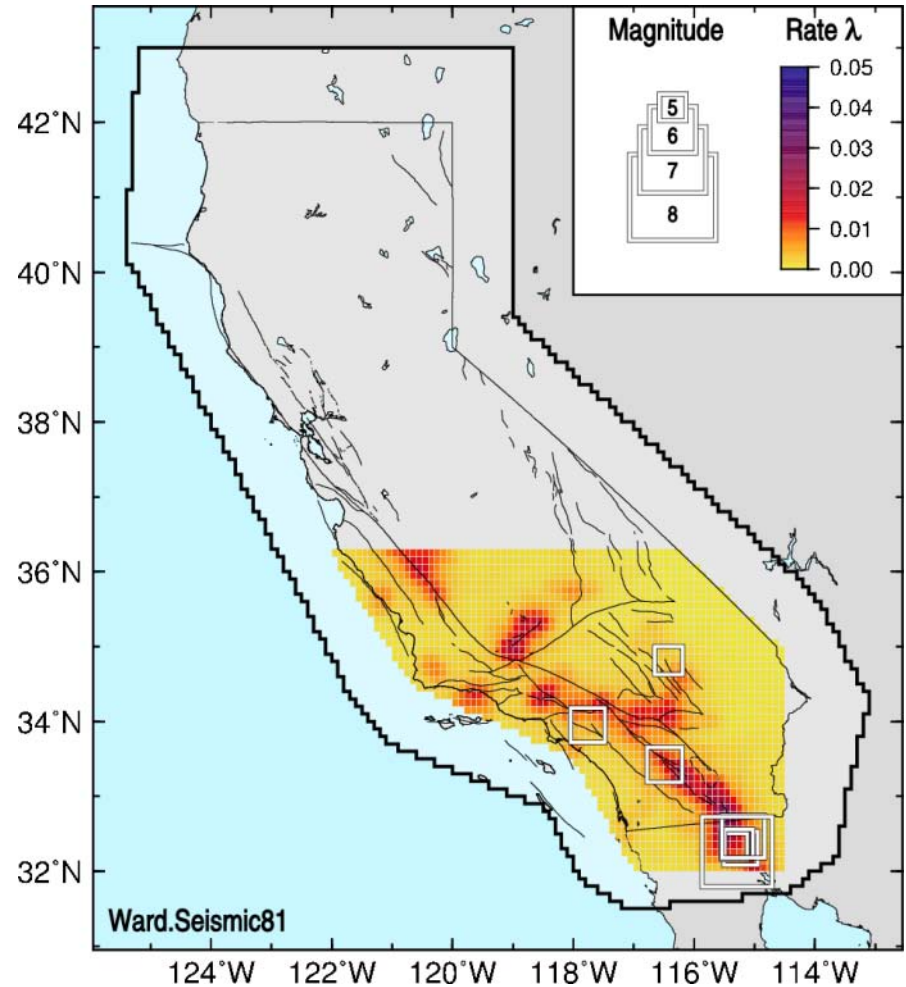 Magnitude
Rate λ
5
6
7
8
0.05
0.04
0.03
0.02
0.01
0.00
42˚N
40˚N
38˚N
36˚N
34˚N
32˚N
Ward.Seismic81
124˚W 122˚W 120˚W 118˚W 116˚W 114˚W